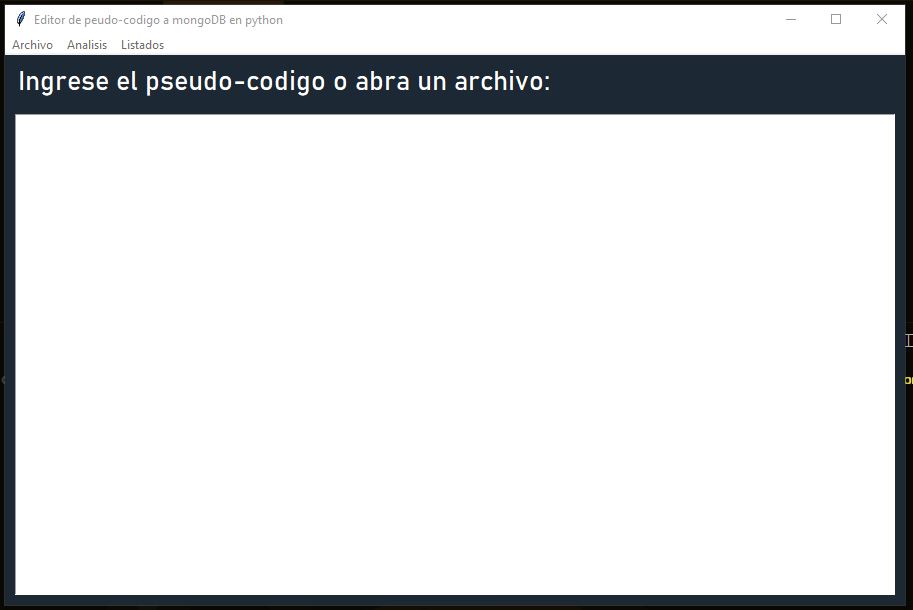 Editor de peudo-codigo a mongoDB en python
Archivo Analisis Listados
Ingrese el pseudo-codigo o abra un archivo: